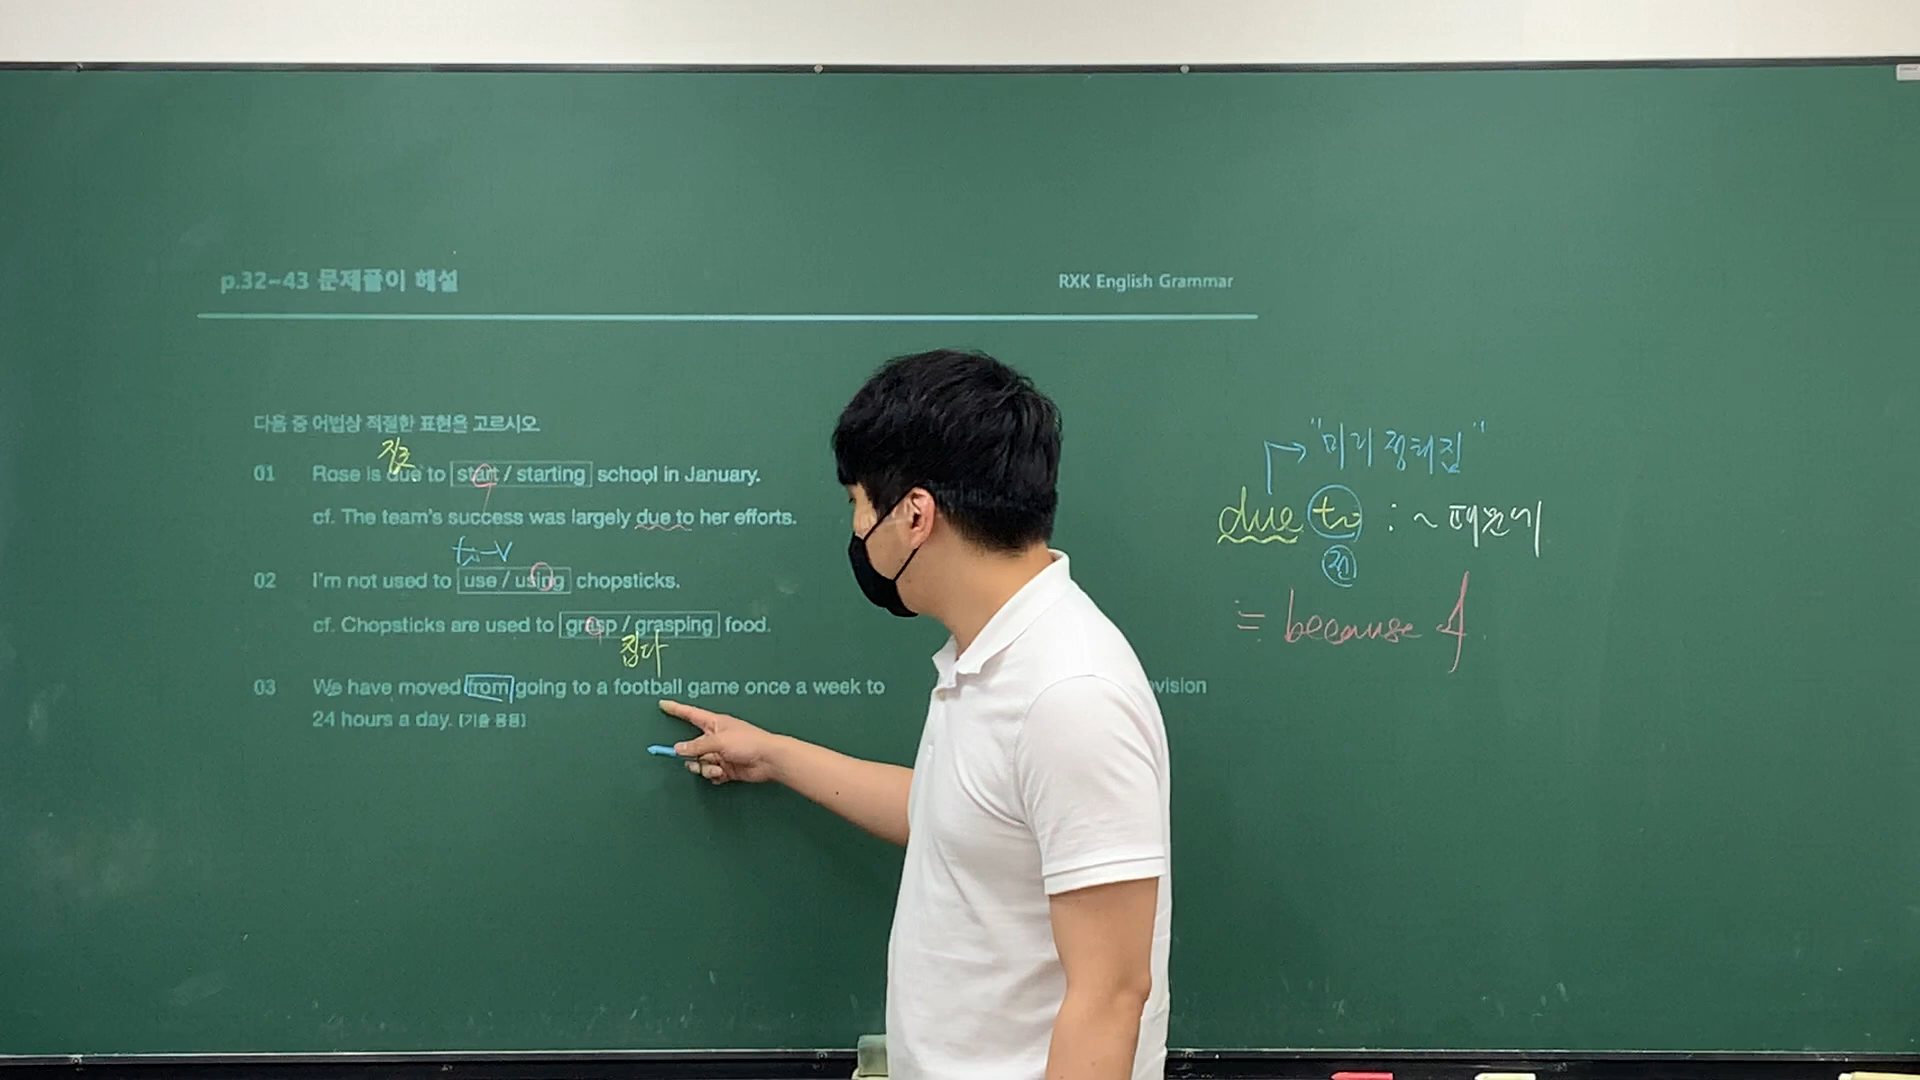 p.32-43 문제풀이 해설
RXK English Grammar
다음 중 어법상 적절한 표현을 고르시오.
01 Rose is due to start / starting school in January.
cf. The team's success was largely due to her efforts.
to-V
02 I'm not used to use / using chopsticks.
cf. Chopsticks are used to grasp / grasping food.
집다
03 We have moved from going to a football game once a week to
24 hours a day. [기출 응용]
"미리 정해짐"
due to : ~ 때문에
전
= because of